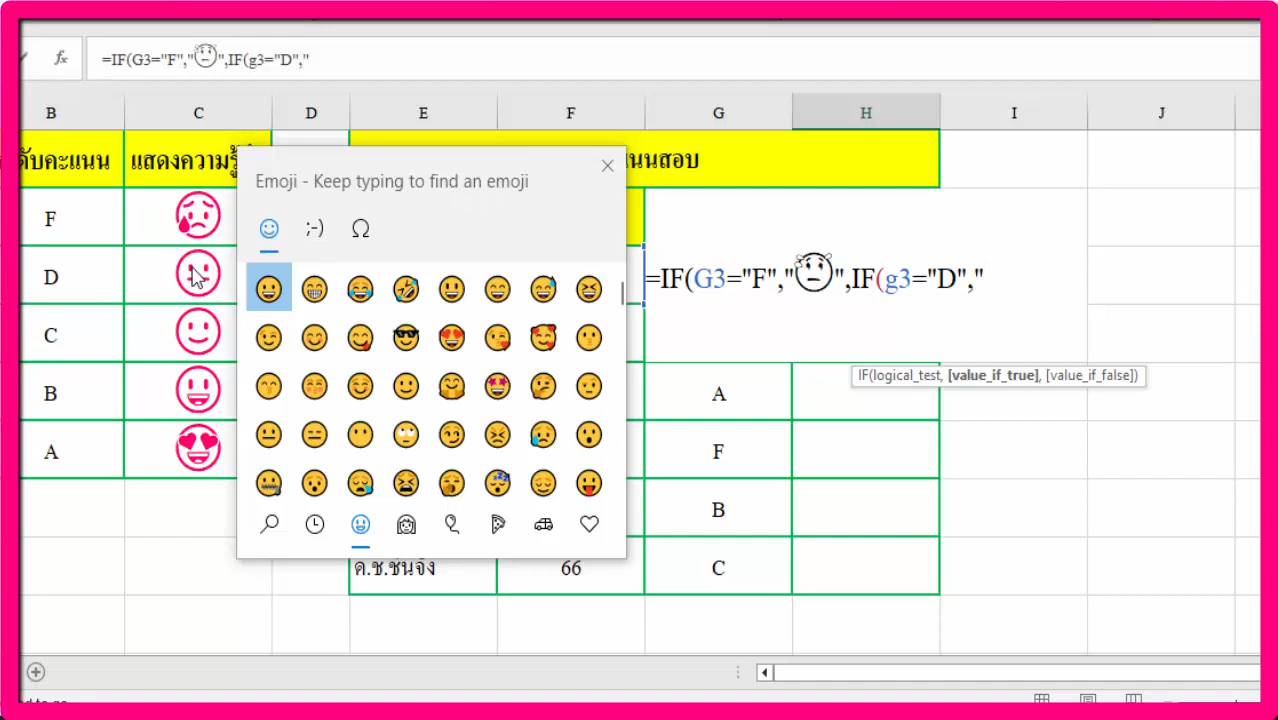 fx =IF(G3="F","😟",IF(g3="D","
B C D E F G H I J
ดับคะแนน แสดงความรู้ แนนสอบ
Emoji - Keep typing to find an emoji
;-) Ω
F
D =IF(G3="F","😟",IF(g3="D","
C
IF(logical_test, [value_if_true], [value_if_false])
B A
A F
B
ด.ช.ชนจง 66 C